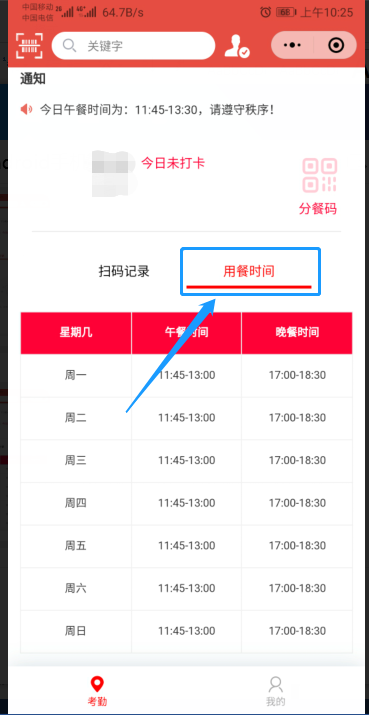 中国移动
中国电信
64.7B/s
68
上午10:25
关键字
通知
今日午餐时间为：11:45-13:30，请遵守秩序！
今日未打卡
分餐码
扫码记录 用餐时间
星期几 午餐时间 晚餐时间
周一 11:45-13:00 17:00-18:30
周二 11:45-13:00 17:00-18:30
周三 11:45-13:00 17:00-18:30
周四 11:45-13:00 17:00-18:30
周五 11:45-13:00 17:00-18:30
周六 11:45-13:00 17:00-18:30
周日 11:45-13:00 17:00-18:30
考勤 我的